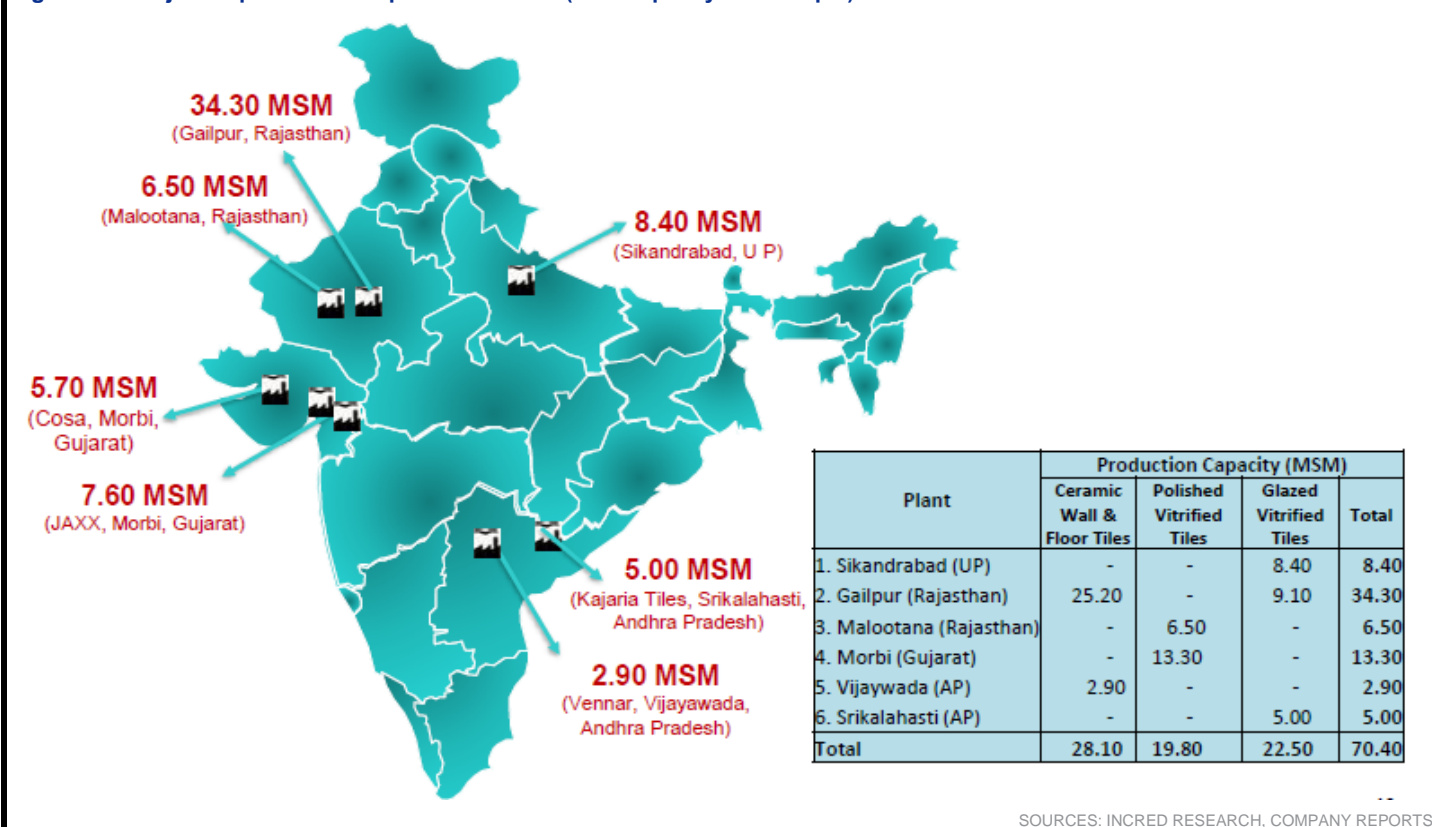 34.30 MSM
(Gailpur, Rajasthan)
6.50 MSM
(Malootana, Rajasthan)
8.40 MSM
(Sikandrabad, U P)
5.70 MSM
(Cosa, Morbi,
Gujarat)
7.60 MSM
(JAXX, Morbi, Gujarat)
5.00 MSM
(Kajaria Tiles, Srikalahasti,
Andhra Pradesh)
2.90 MSM
(Vennar, Vijayawada,
Andhra Pradesh)
Plant Production Capacity (MSM)
Ceramic Wall & Floor Tiles Polished Vitrified Tiles Glazed Vitrified Tiles Total
1. Sikandrabad (UP) - - 8.40 8.40
2. Gailpur (Rajasthan) 25.20 - 9.10 34.30
3. Malootana (Rajasthan) - 6.50 - 6.50
4. Morbi (Gujarat) - 13.30 - 13.30
5. Vijaywada (AP) 2.90 - - 2.90
6. Srikalahasti (AP) - - 5.00 5.00
Total 28.10 19.80 22.50 70.40
SOURCES: INCRED RESEARCH, COMPANY REPORTS